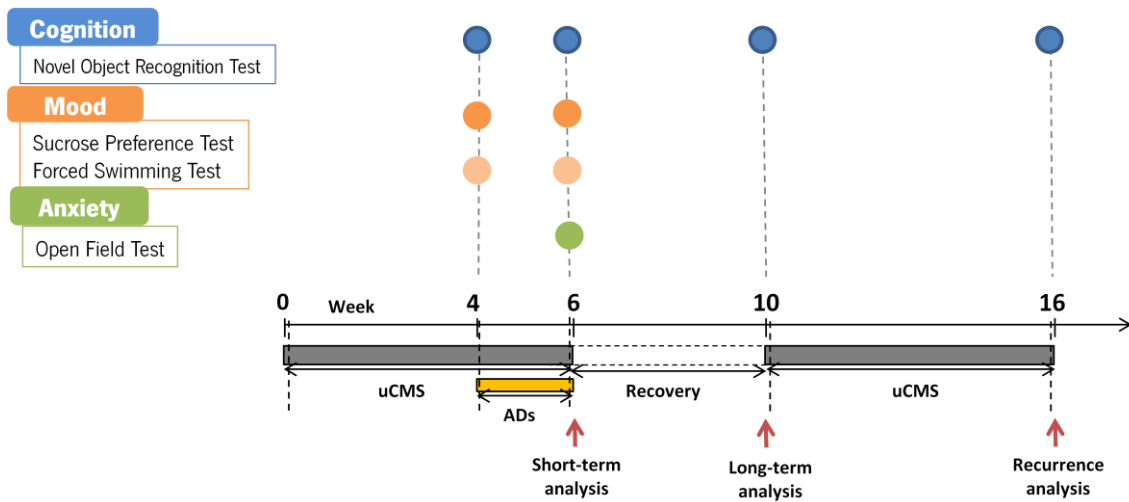 Cognition
Novel Object Recognition Test
Mood
Sucrose Preference Test
Forced Swimming Test
Anxiety
Open Field Test
0 Week 4 6 10 16
uCMS Recovery uCMS
ADs
Short-term Long-term Recurrence
analysis analysis analysis